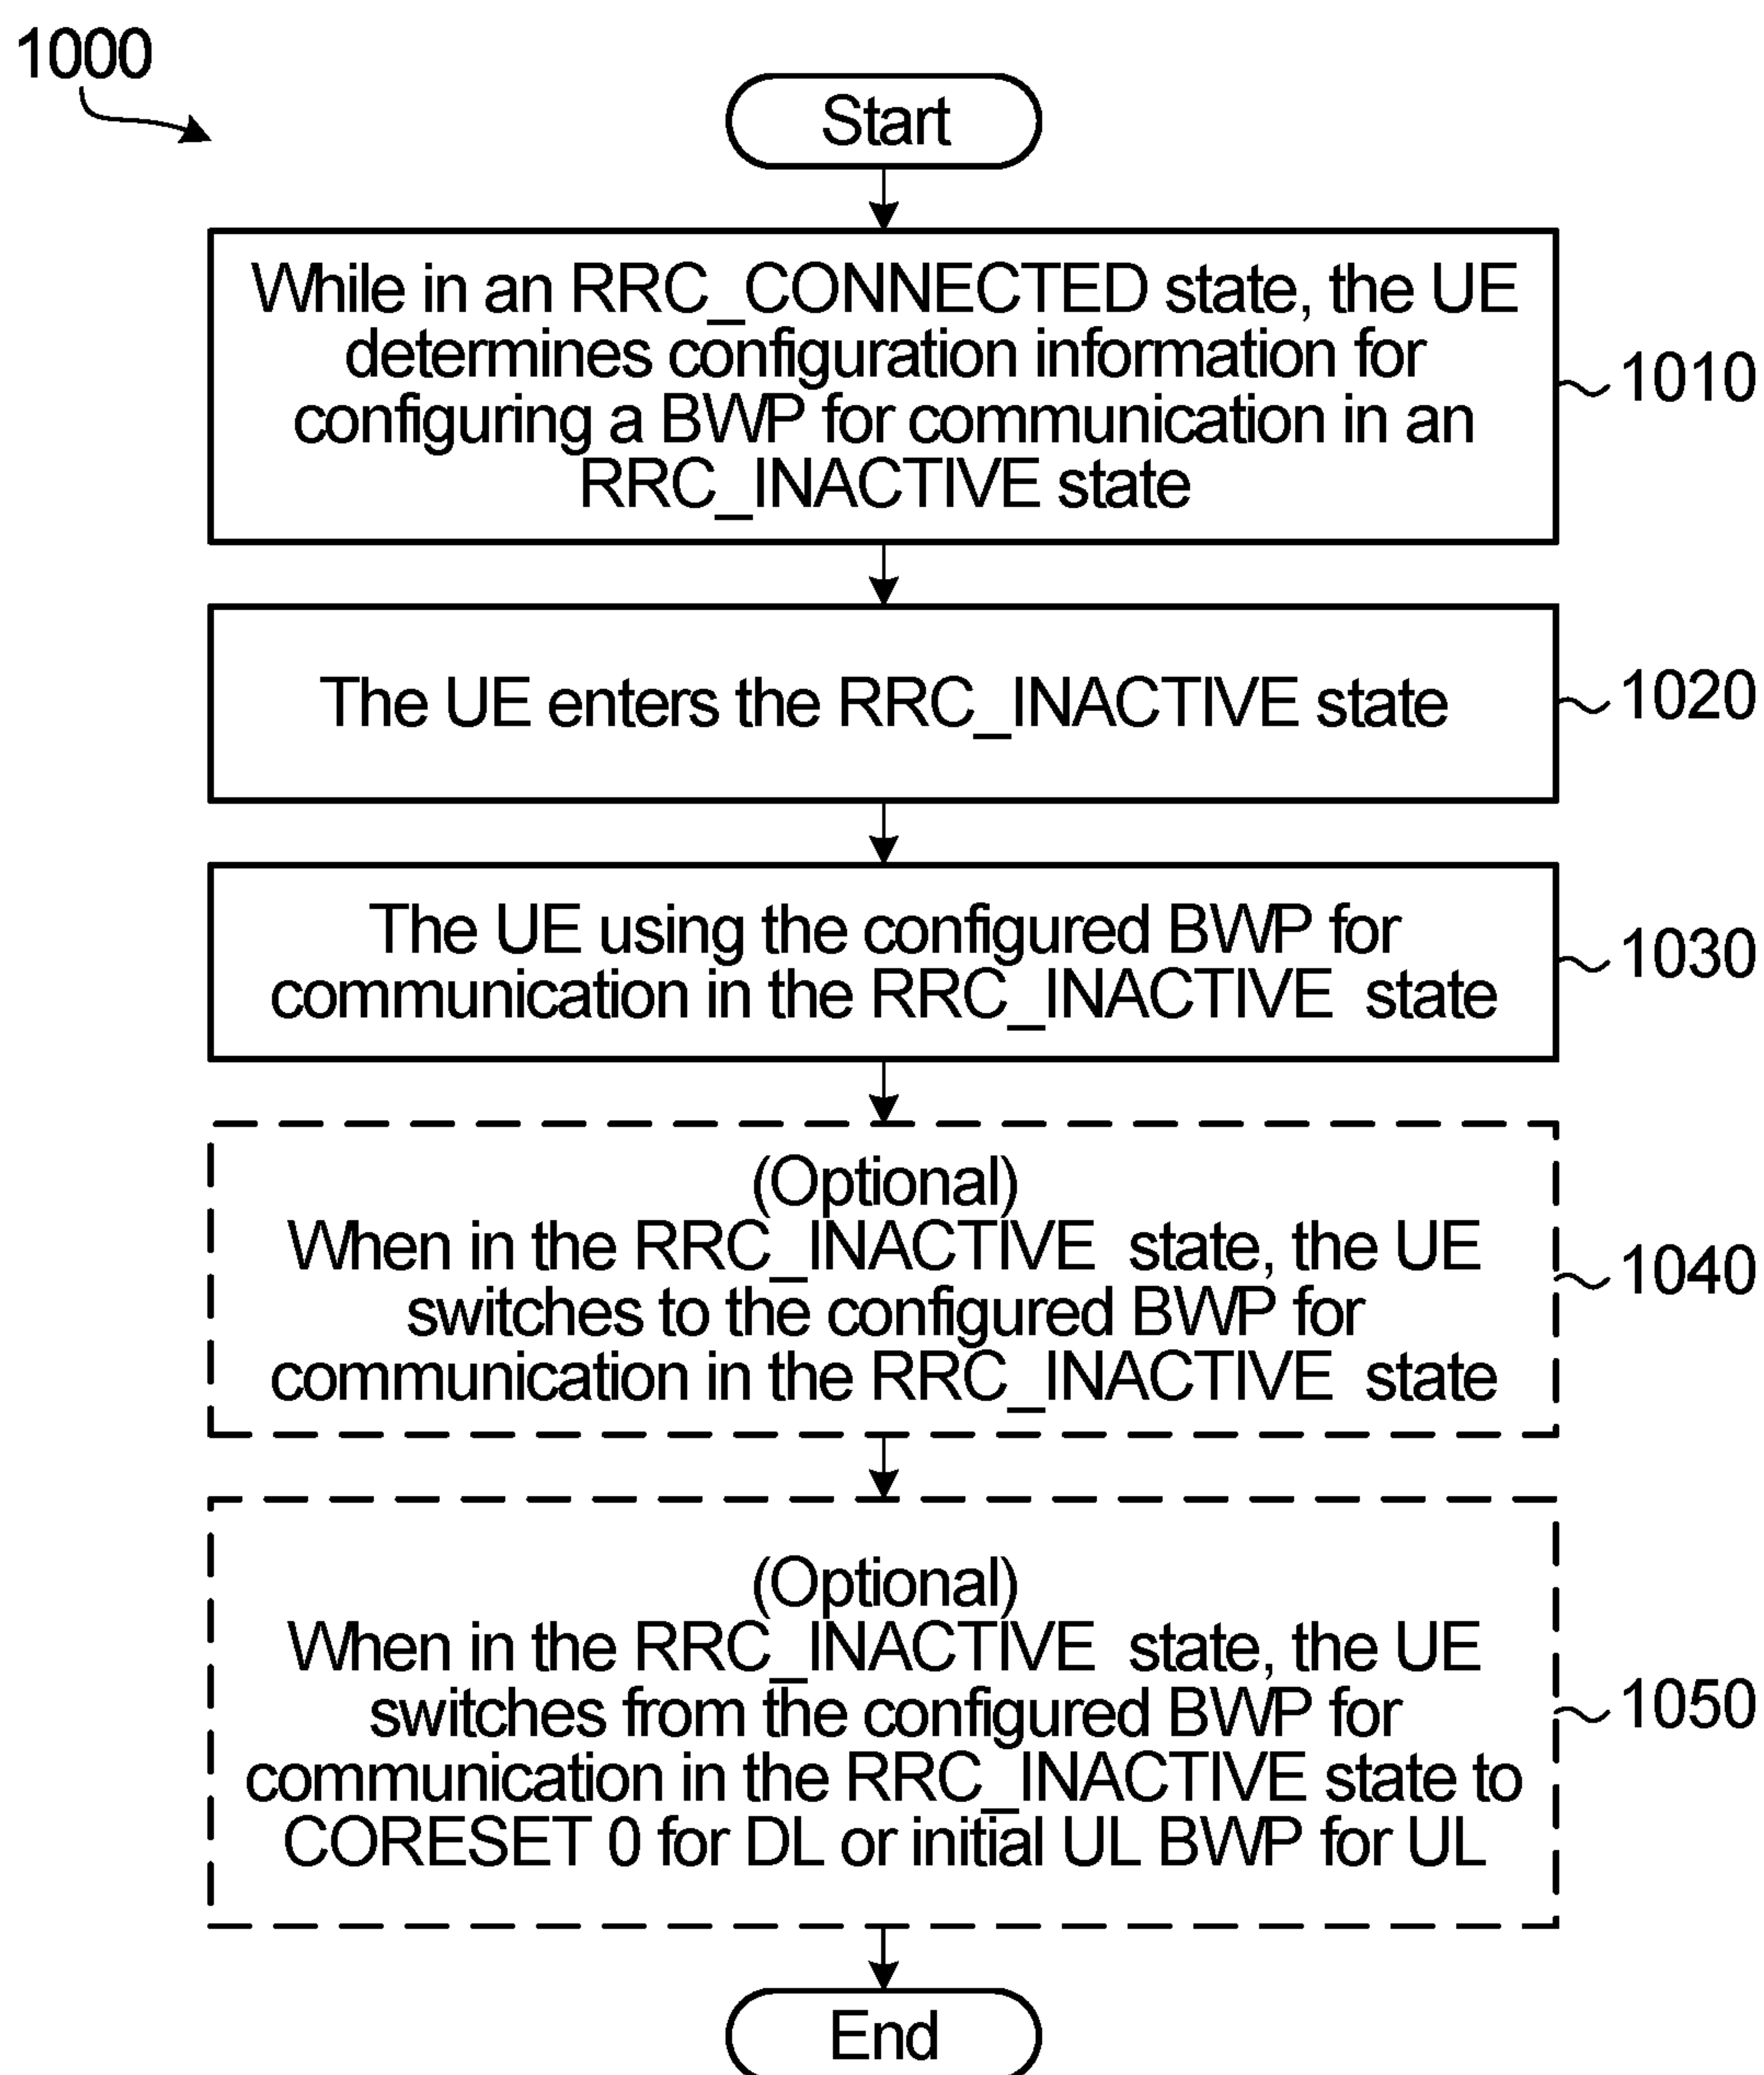 1000
Start
While in an RRC_CONNECTED state, the UE
determines configuration information for
configuring a BWP for communication in an
RRC_INACTIVE state
1010
The UE enters the RRC_INACTIVE state
1020
The UE using the configured BWP for
communication in the RRC_INACTIVE state
1030
(Optional)
When in the RRC_INACTIVE state, the UE
switches to the configured BWP for
communication in the RRC_INACTIVE state
1040
(Optional)
When in the RRC_INACTIVE state, the UE
switches from the configured BWP for
communication in the RRC_INACTIVE state to
CORESET 0 for DL or initial UL BWP for UL
1050
End